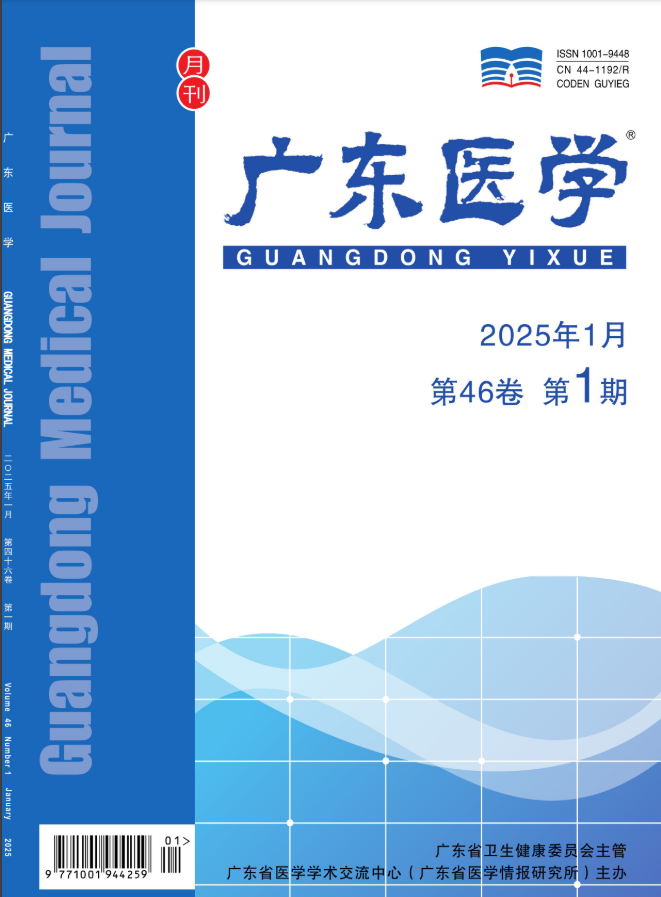 月
刊
ISSN 1001-9448
CN 44-1192/R
CODEN GUYIEG
广东医学®
GUANGDONG YIXUE
2025年1月
第46卷 第1期
Guangdong Medical Journal
广东医学 GUANGDONG MEDICAL JOURNAL 二〇二五年一月 第四十六卷 第一期 Volume 46 Number 1 January 2025
01>
9 771001 944259
广东省卫生健康委员会主管
广东省医学学术交流中心（广东省医学情报研究所）主办